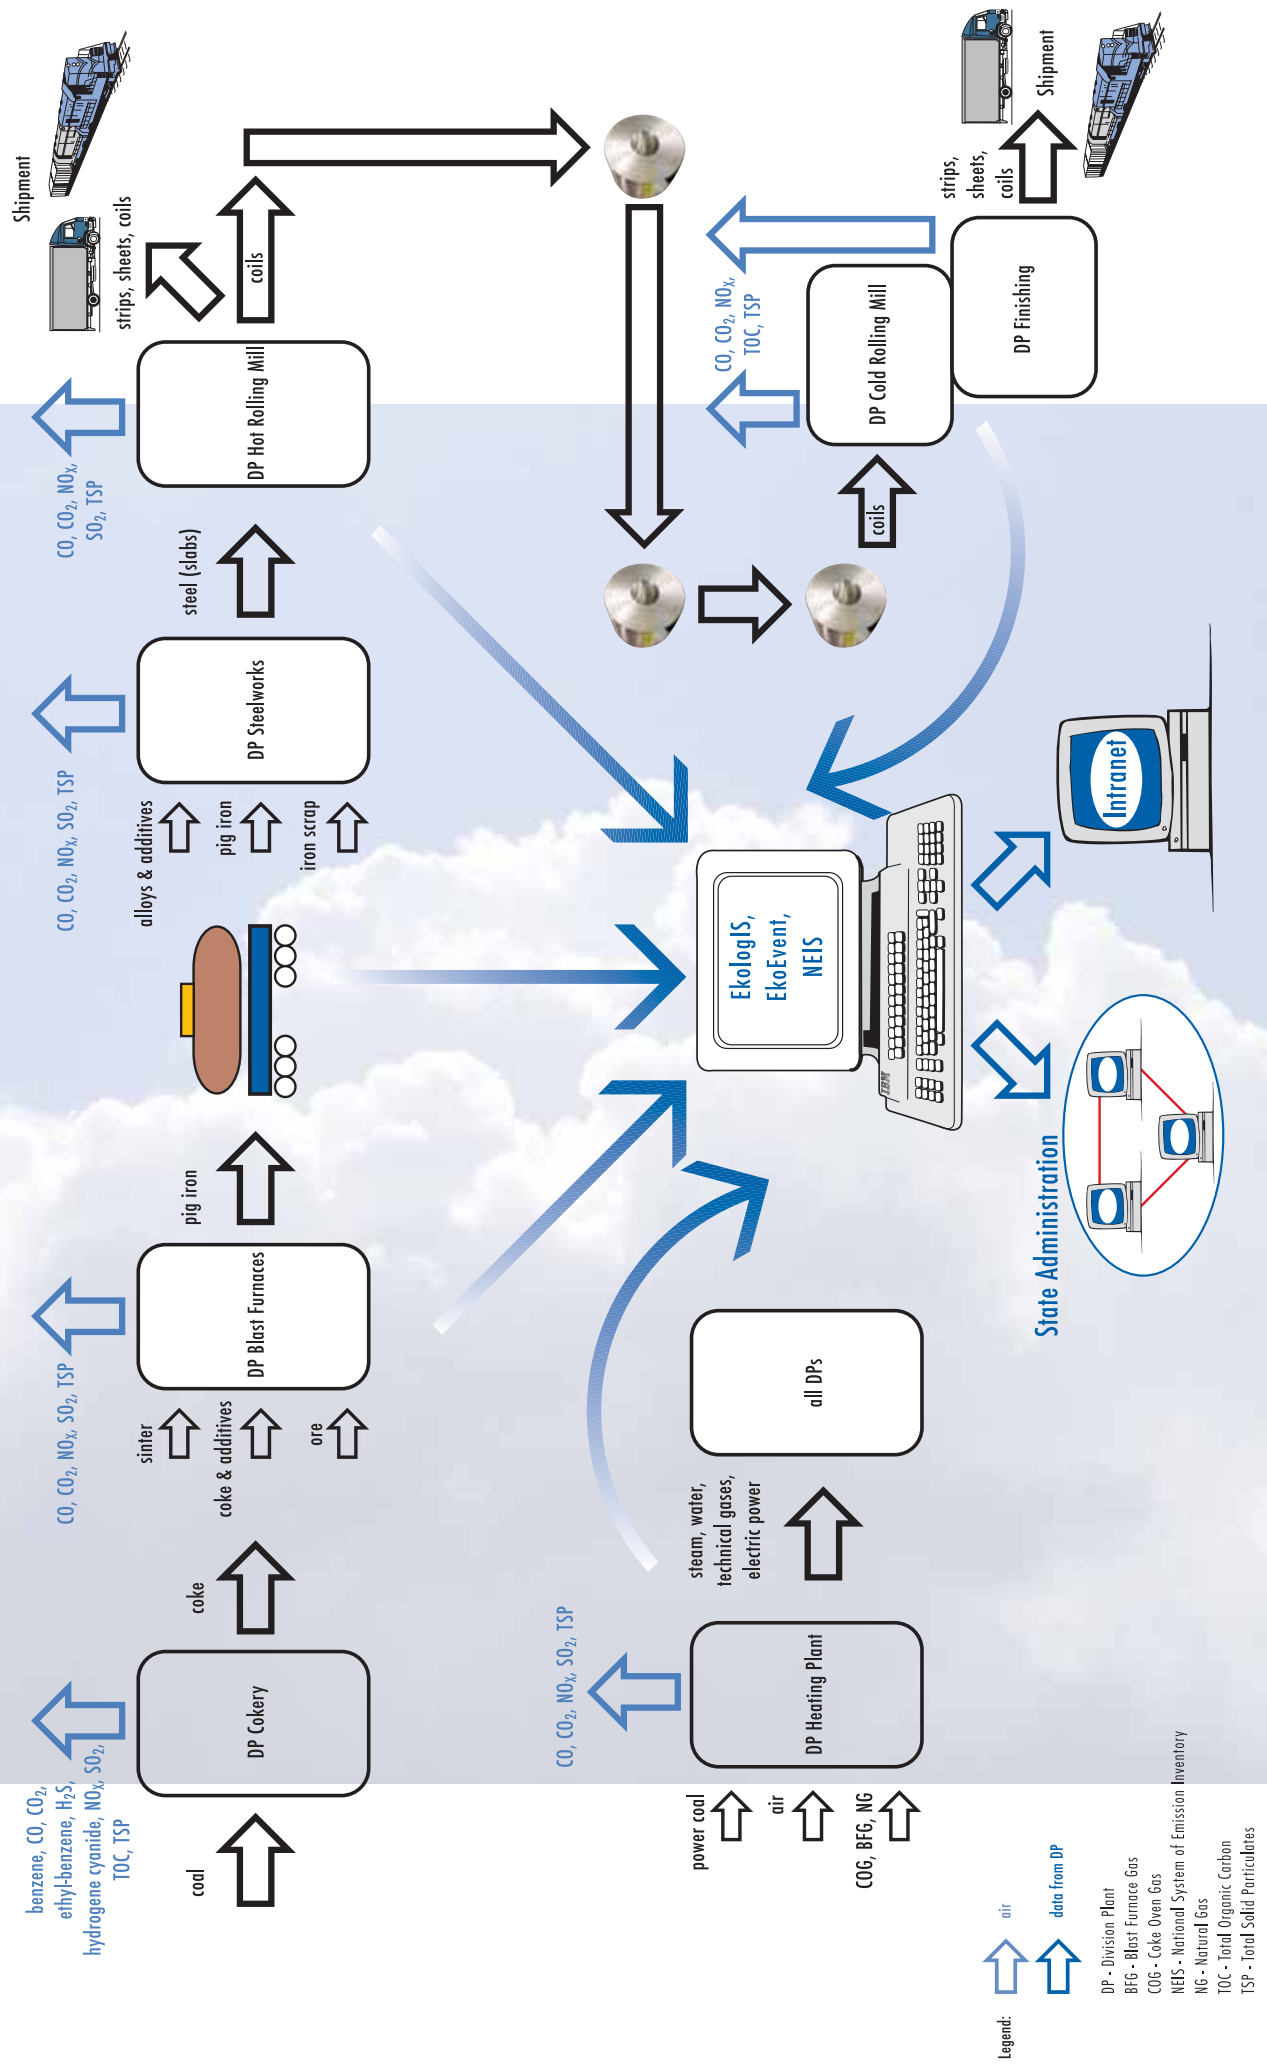 benzene, CO, CO₂,
ethyl-benzene, H₂S,
hydrogene cyanide, NOₓ, SO₂,
TOC, TSP
coal
DP Cokery
coke
CO, CO₂, NOₓ, SO₂, TSP
sinter
coke & additives
ore
DP Blast Furnaces
pig iron
CO, CO₂, NOₓ, SO₂, TSP
alloys & additives
pig iron
iron scrap
DP Steelworks
steel (slabs)
CO, CO₂, NOₓ,
SO₂, TSP
DP Hot Rolling Mill
strips, sheets, coils
coils
Shipment
CO, CO₂, NOₓ, SO₂, TSP
power coal
air
COG, BFG, NG
DP Heating Plant
steam, water,
technical gases,
electric power
all DPs
EkologIS,
EkoEvent,
NEIS
IBM
State Administration
Intranet
coils
CO, CO₂, NOₓ,
TOC, TSP
DP Cold Rolling Mill
DP Finishing
strips,
sheets,
coils
Shipment
Legend:
air
data from DP
DP - Division Plant
BFG - Blast Furnace Gas
COG - Coke Oven Gas
NEIS - National System of Emission Inventory
NG - Natural Gas
TOC - Total Organic Carbon
TSP - Total Solid Particulates